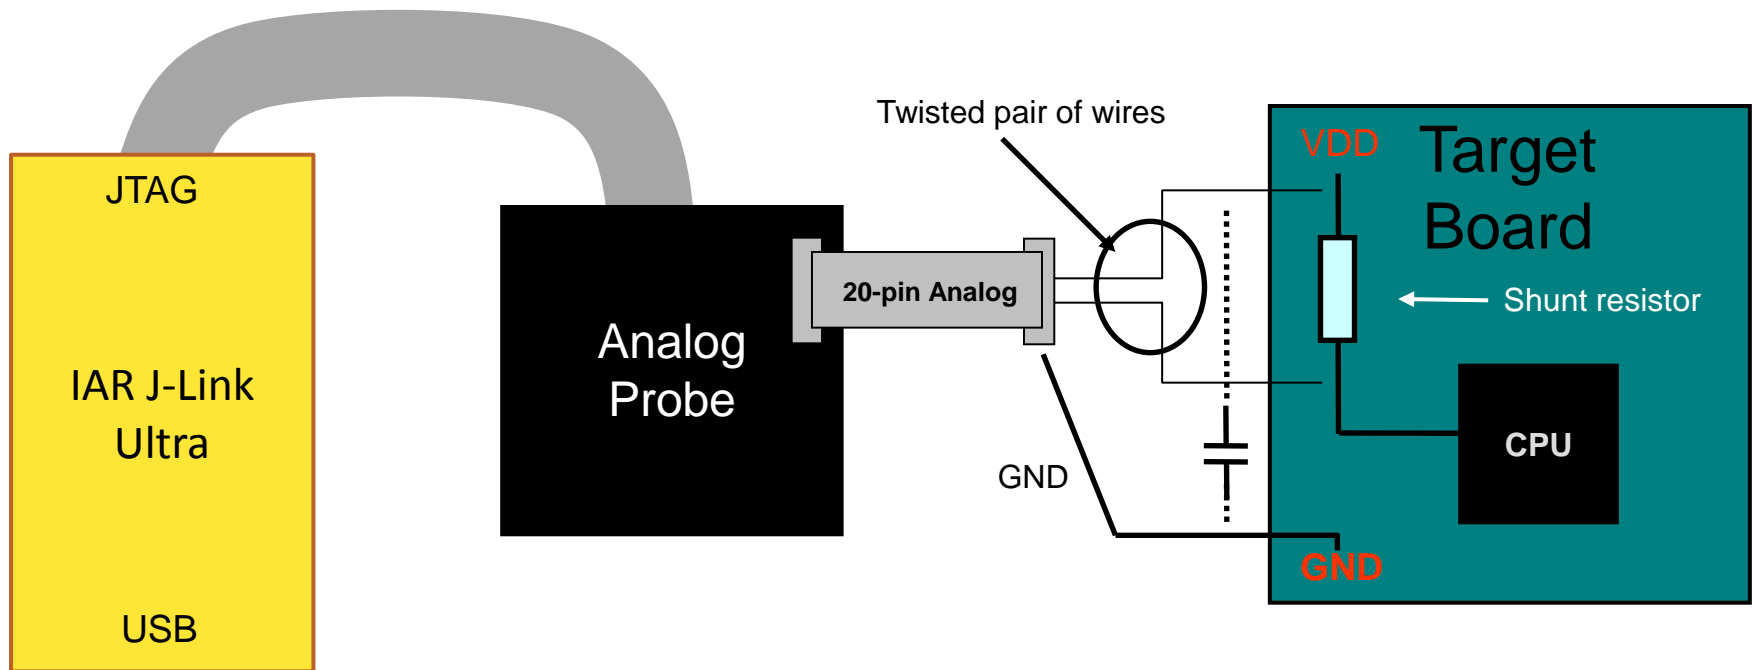 JTAG
IAR J-Link
Ultra
USB
Analog
Probe
20-pin Analog
Twisted pair of wires
GND
VDD
Target
Board
Shunt resistor
CPU
GND